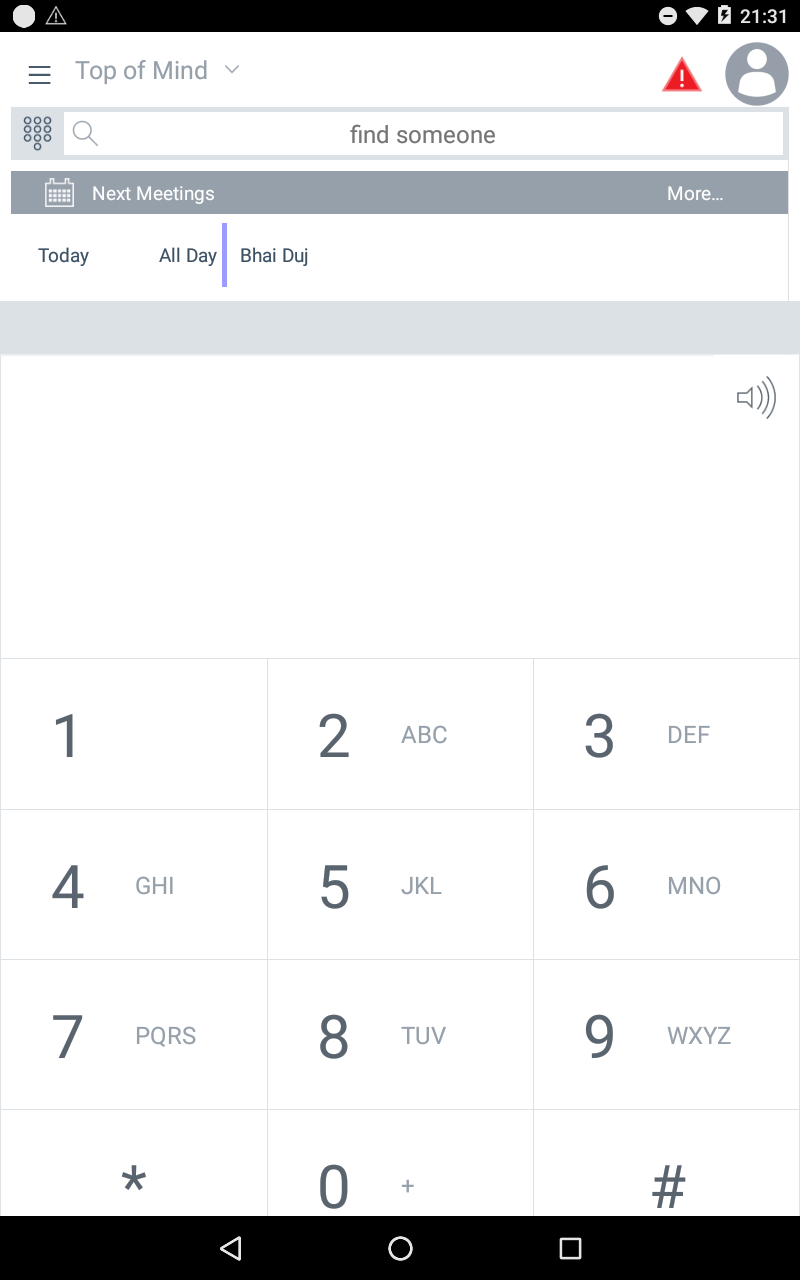 21:31
Top of Mind
find someone
Next Meetings More...
Today All Day Bhai Duj
1 2 ABC 3 DEF
4 GHI 5 JKL 6 MNO
7 PQRS 8 TUV 9 WXYZ
* 0 + #